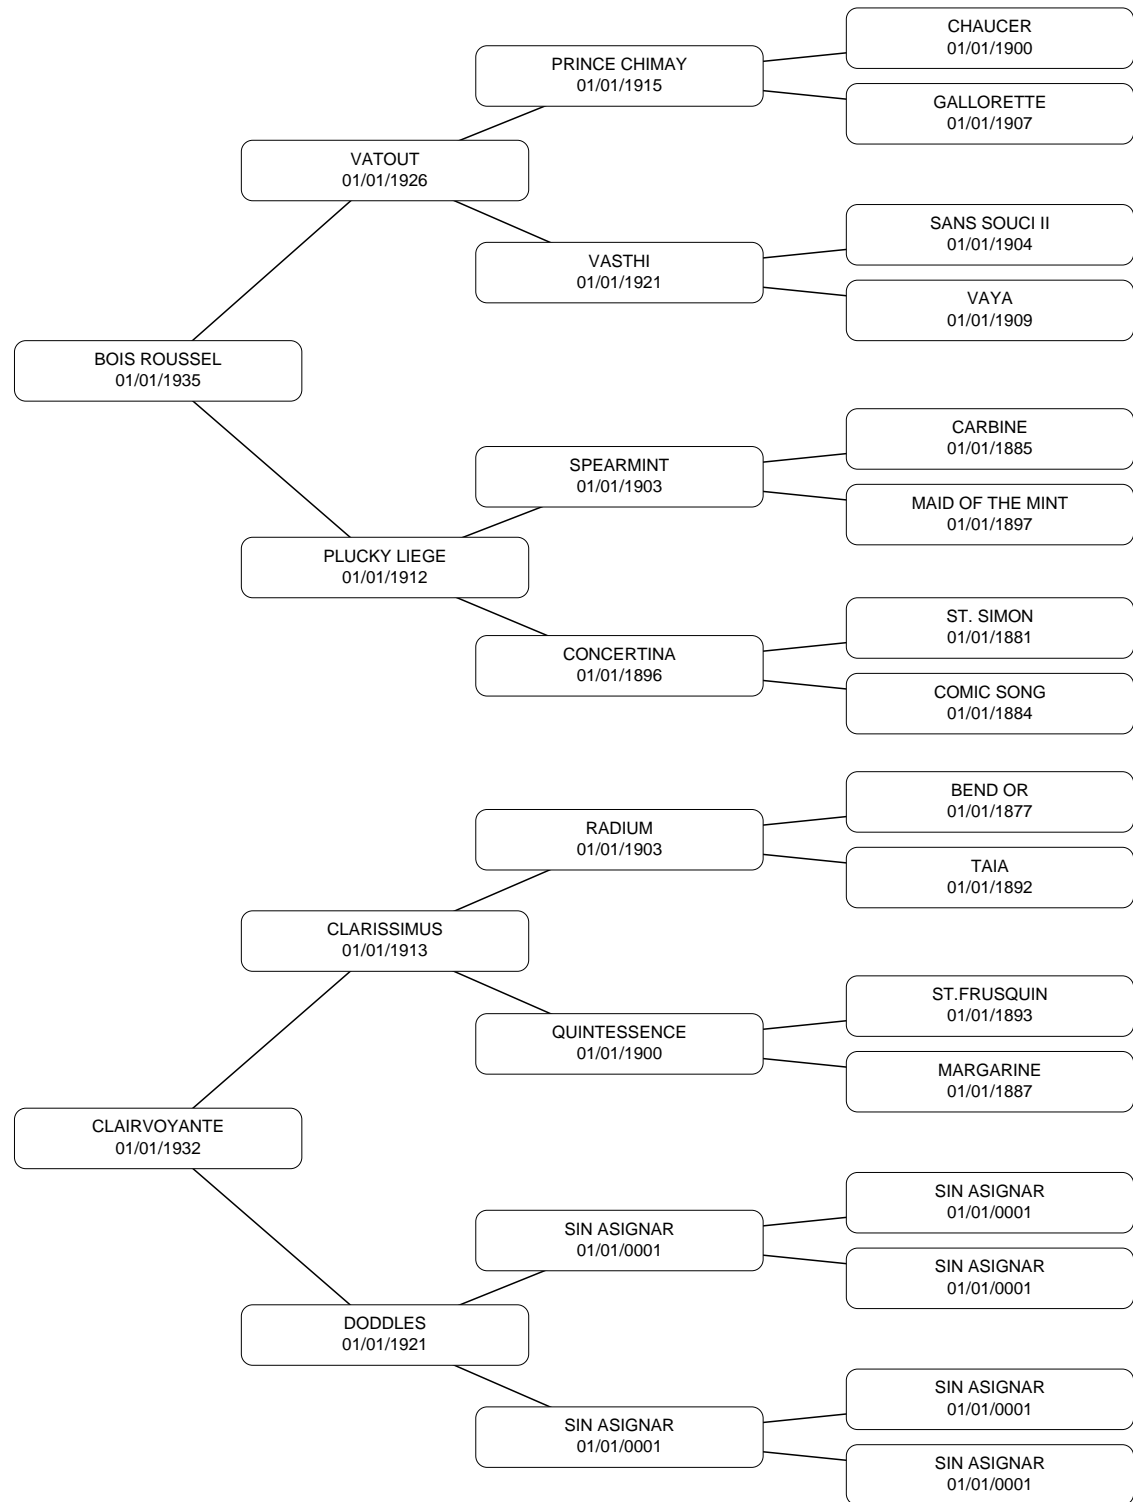 CHAUCER
01/01/1900
PRINCE CHIMAY
01/01/1915
GALLORETTE
01/01/1907
VATOUT
01/01/1926
SANS SOUCI II
01/01/1904
VASTHI
01/01/1921
VAYA
01/01/1909
BOIS ROUSSEL
01/01/1935
CARBINE
01/01/1885
SPEARMINT
01/01/1903
MAID OF THE MINT
01/01/1897
PLUCKY LIEGE
01/01/1912
ST. SIMON
01/01/1881
CONCERTINA
01/01/1896
COMIC SONG
01/01/1884
BEND OR
01/01/1877
RADIUM
01/01/1903
TAIA
01/01/1892
CLARISSIMUS
01/01/1913
ST.FRUSQUIN
01/01/1893
QUINTESSENCE
01/01/1900
MARGARINE
01/01/1887
CLAIRVOYANTE
01/01/1932
SIN ASIGNAR
01/01/0001
SIN ASIGNAR
01/01/0001
SIN ASIGNAR
01/01/0001
DODDLES
01/01/1921
SIN ASIGNAR
01/01/0001
SIN ASIGNAR
01/01/0001
SIN ASIGNAR
01/01/0001